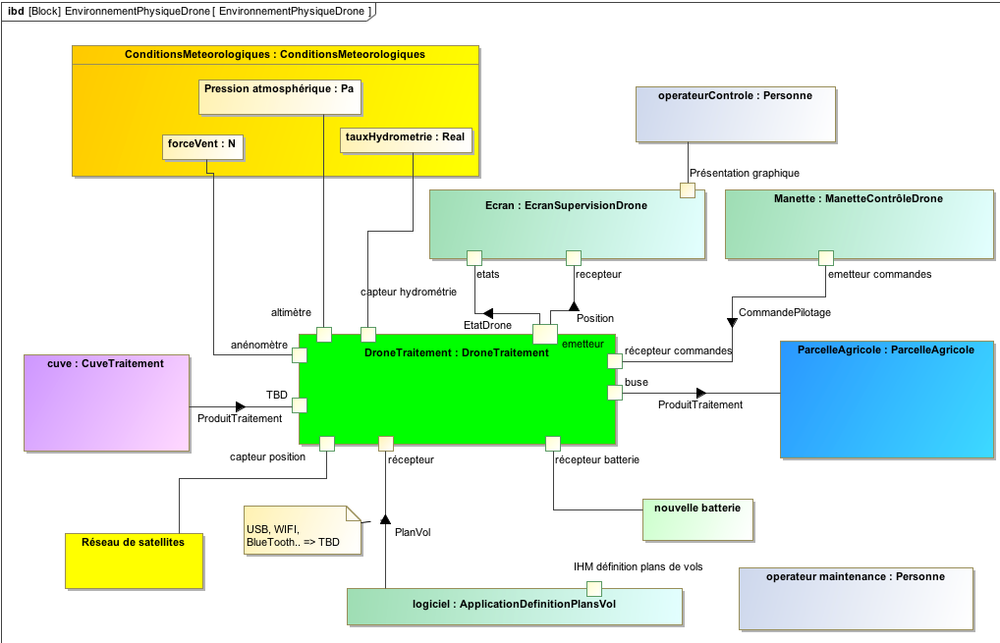 ibd [Block] EnvironnementPhysiqueDrone [ EnvironnementPhysiqueDrone ]
ConditionsMeteorologiques : ConditionsMeteorologiques
Pression atmosphérique : Pa
forceVent : N
tauxHydrometrie : Real
operateurControle : Personne
Présentation graphique
Ecran : EcranSupervisionDrone
Manette : ManetteContrôleDrone
etats
recepteur
emetteur commandes
capteur hydrométrie
altimètre
EtatDrone
Position
CommandePilotage
anénomètre
emetteur
DroneTraitement : DroneTraitement
récepteur commandes
ParcelleAgricole : ParcelleAgricole
cuve : CuveTraitement
TBD
buse
ProduitTraitement
ProduitTraitement
capteur position
récepteur
récepteur batterie
nouvelle batterie
USB, WIFI,
BlueTooth.. => TBD
PlanVol
Réseau de satellites
IHM définition plans de vols
operateur maintenance : Personne
logiciel : ApplicationDefinitionPlansVol